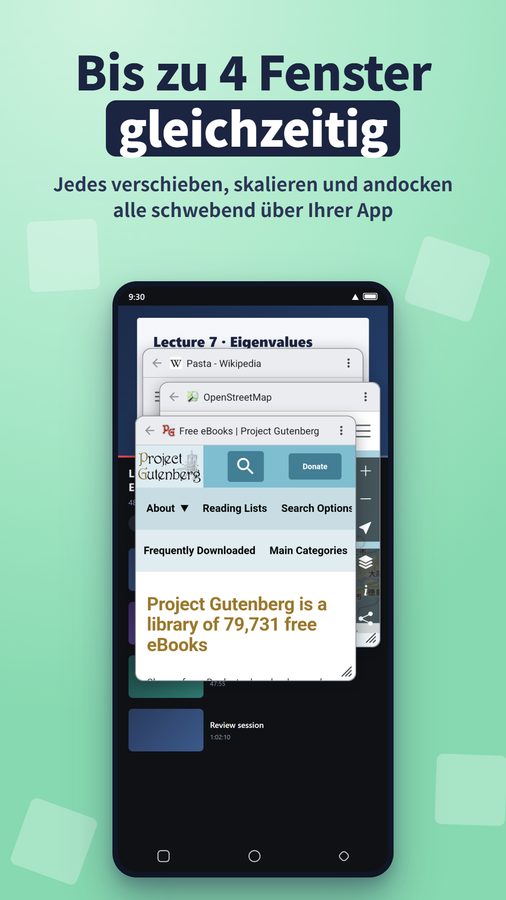 Bis zu 4 Fenster
gleichzeitig
Jedes verschieben, skalieren und andocken
alle schwebend über Ihrer App
9:30
Lecture 7 · Eigenvalues
Pasta - Wikipedia
OpenStreetMap
Free eBooks | Project Gutenberg
Project
Gutenberg
Donate
About ▼ Reading Lists Search Options
Frequently Downloaded Main Categories
Project Gutenberg is a
library of 79,731 free
eBooks
47:55
Review session
1:02:10